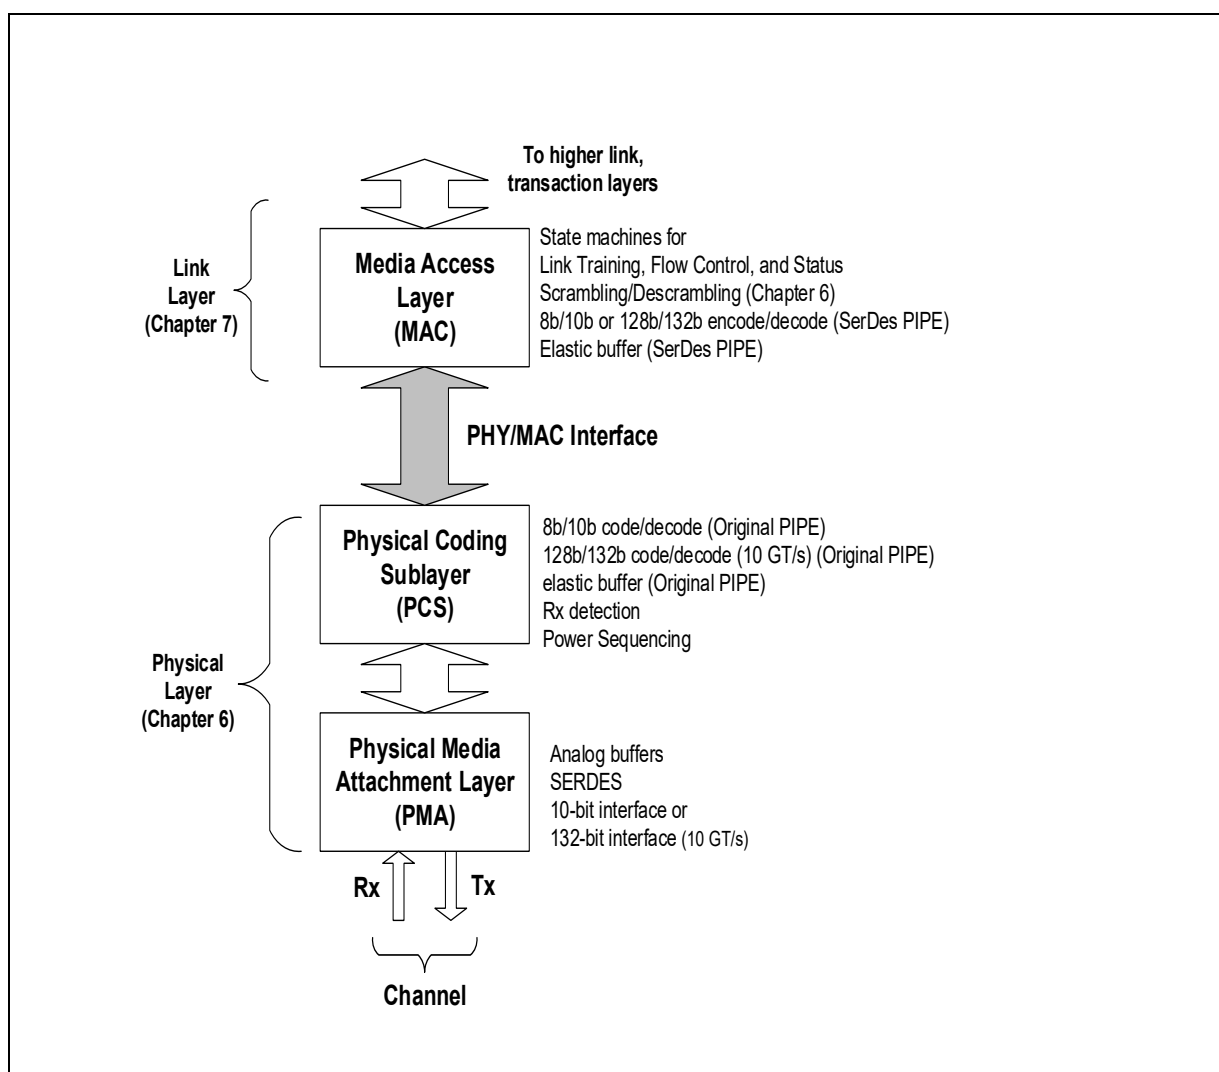 To higher link,
transaction layers
Link
Layer
(Chapter 7)
Media Access
Layer
(MAC)
State machines for
Link Training, Flow Control, and Status
Scrambling/Descrambling (Chapter 6)
8b/10b or 128b/132b encode/decode (SerDes PIPE)
Elastic buffer (SerDes PIPE)
PHY/MAC Interface
Physical Coding
Sublayer
(PCS)
8b/10b code/decode (Original PIPE)
128b/132b code/decode (10 GT/s) (Original PIPE)
elastic buffer (Original PIPE)
Rx detection
Power Sequencing
Physical
Layer
(Chapter 6)
Physical Media
Attachment Layer
(PMA)
Analog buffers
SERDES
10-bit interface or
132-bit interface (10 GT/s)
Rx
Tx
Channel